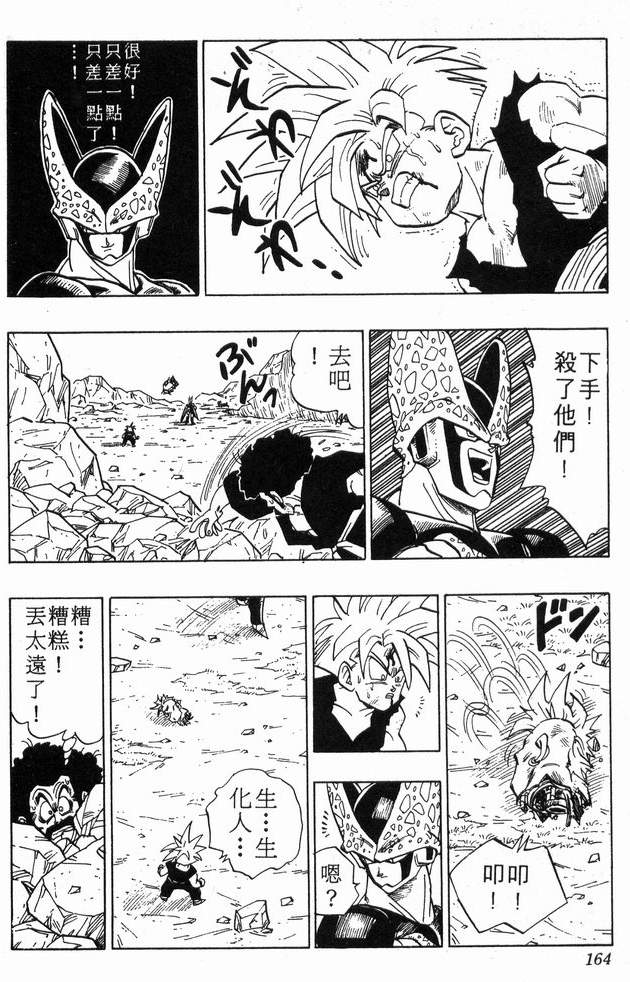 ぞわっ
ぞわ…
很好！
只差一點！
只差一點了
…！
下手！
殺了他們！
去吧
！
ぶんっ
ドン
叩叩
！！
嗯？
生…生
化人…
糟…
糟糕！
丟太遠了！
164